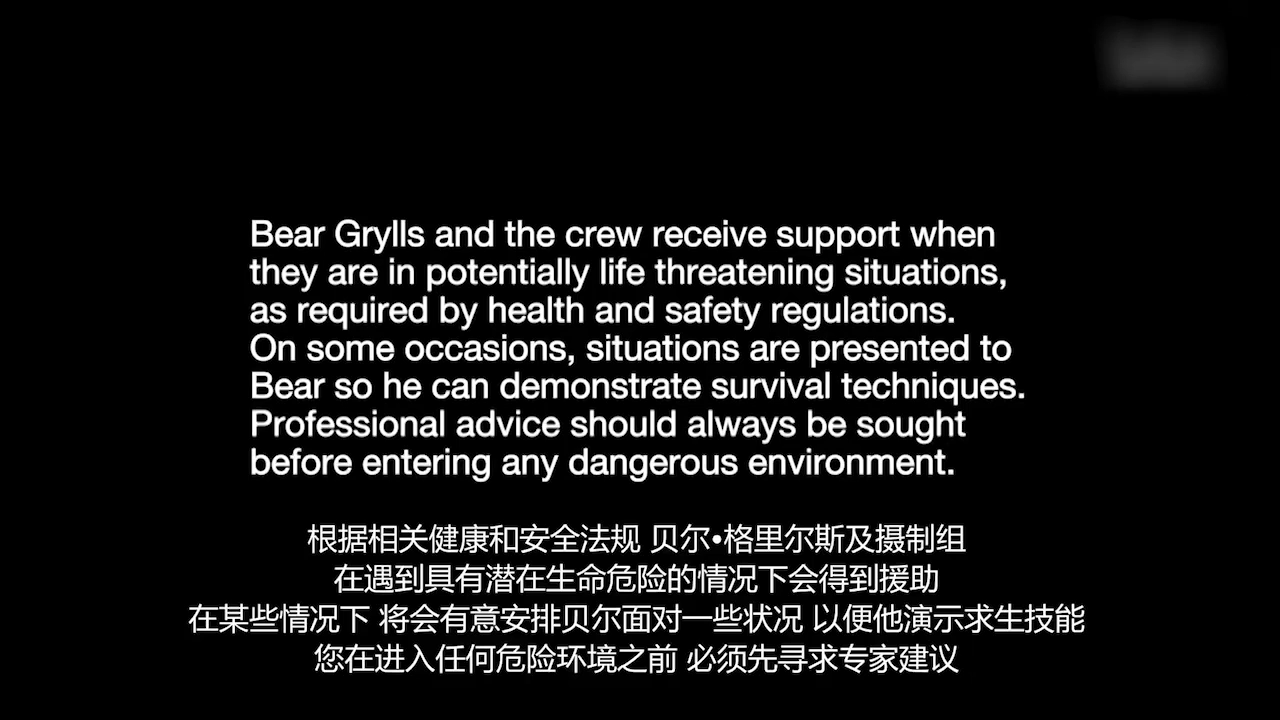 Bear Grylls and the crew receive support when
they are in potentially life threatening situations,
as required by health and safety regulations.
On some occasions, situations are presented to
Bear so he can demonstrate survival techniques.
Professional advice should always be sought
before entering any dangerous environment.
根据相关健康和安全法规 贝尔•格里尔斯及摄制组
在遇到具有潜在生命危险的情况下会得到援助
在某些情况下 将会有意安排贝尔面对一些状况 以便他演示求生技能
您在进入任何危险环境之前 必须先寻求专家建议